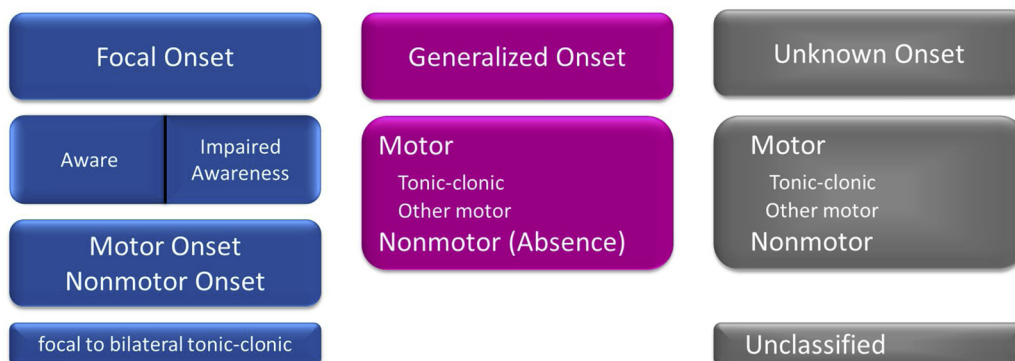 Focal Onset
Aware
Impaired
Awareness
Motor Onset
Nonmotor Onset
focal to bilateral tonic-clonic
Generalized Onset
Motor
Tonic-clonic
Other motor
Nonmotor (Absence)
Unknown Onset
Motor
Tonic-clonic
Other motor
Nonmotor
Unclassified